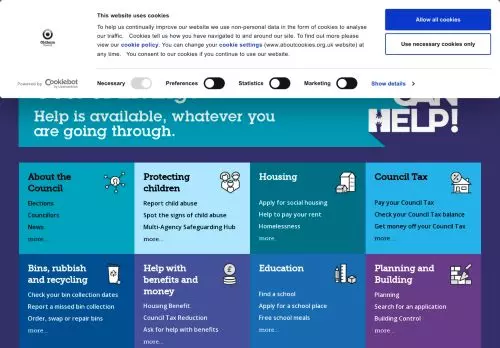 This website uses cookies
To help us continually improve our website we use non-personal data in the form of cookies to analyse
our traffic. Cookies tell us how you have navigated to and around our site. To find out more please
view our cookie policy. You can change your cookie settings (www.aboutcookies.org.uk website) at
any time. You consent to our cookies if you continue to use our website.
Allow all cookies
Use necessary cookies only
Oldham
Powered by Cookiebot
Necessary
Preferences
Statistics
Marketing
Show details
Help is available, whatever you
are going through.
CAN
HELP!
About the
Council
Elections
Councillors
News
more...
Protecting
children
Report child abuse
Spot the signs of child abuse
Multi-Agency Safeguarding Hub
more...
Housing
Apply for social housing
Help to pay your rent
Homelessness
more...
Council Tax
Pay your Council Tax
Check your Council Tax balance
Get money off your Council Tax
more...
Bins, rubbish
and recycling
Check your bin collection dates
Report a missed bin collection
Order, swap or repair bins
more...
Help with
benefits and
money
Housing Benefit
Council Tax Reduction
Ask for help with benefits
more...
Education
Find a school
Apply for a school place
Free school meals
more...
Planning and
Building
Planning
Search for an application
Building Control
more...